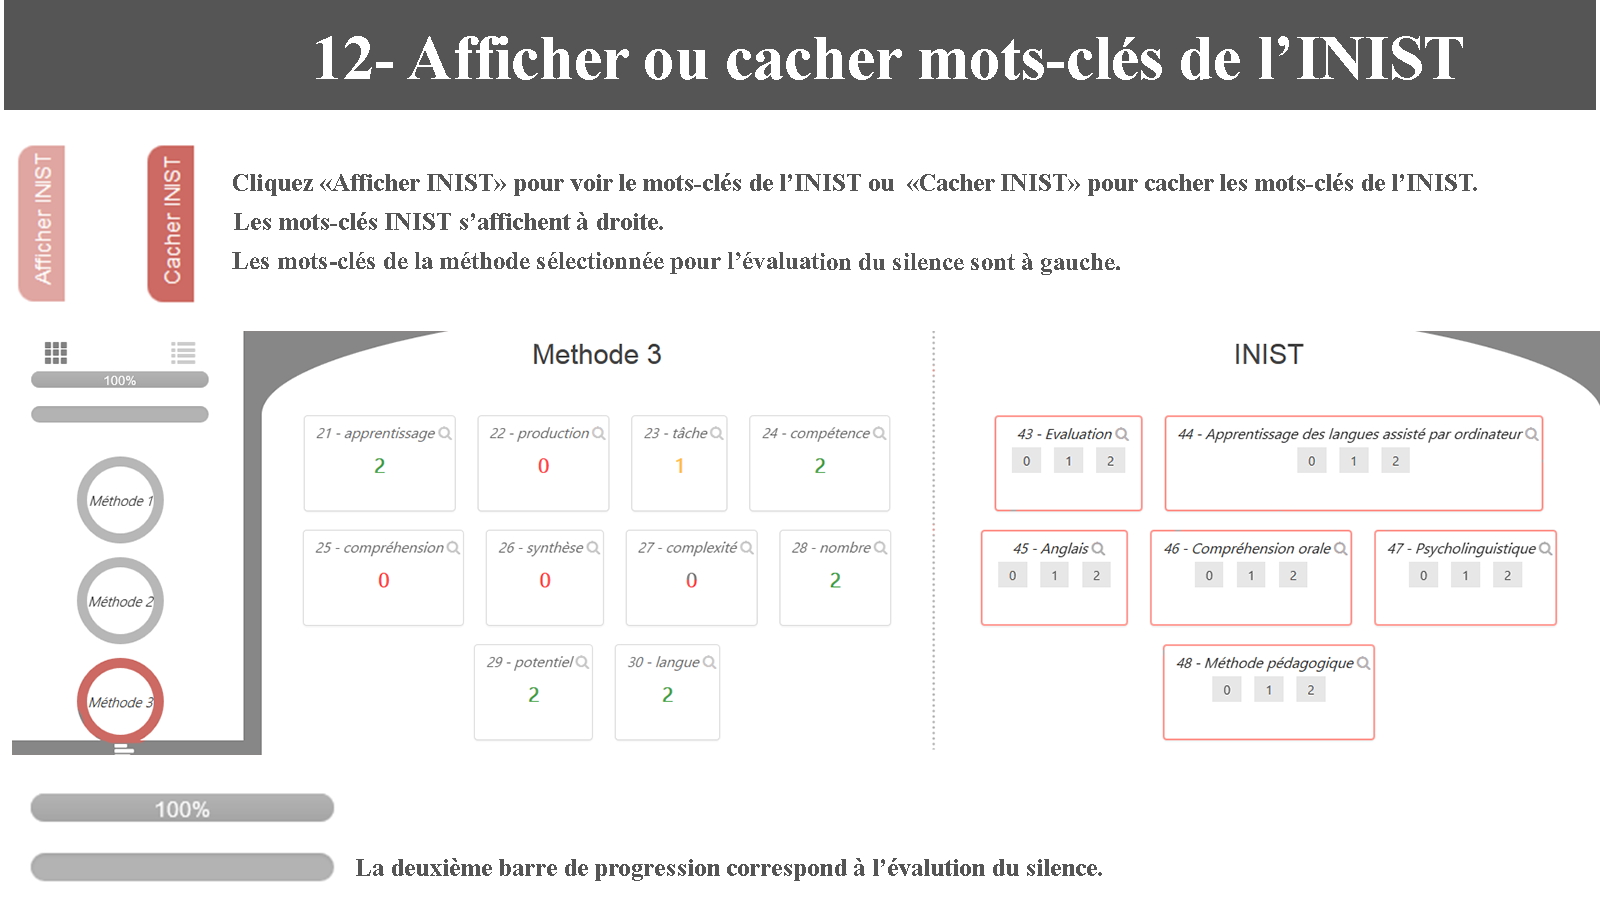 12- Afficher ou cacher mots-clés de l’INIST
Afficher INIST
Cacher INIST
Cliquez «Afficher INIST» pour voir le mots-clés de l’INIST ou «Cacher INIST» pour cacher les mots-clés de l’INIST.
Les mots-clés INIST s’affichent à droite.
Les mots-clés de la méthode sélectionnée pour l’évaluation du silence sont à gauche.
100%
Méthode 1
Méthode 2
Méthode 3
Methode 3
21 - apprentissage
2
22 - production
0
23 - tâche
1
24 - compétence
2
25 - compréhension
0
26 - synthèse
0
27 - complexité
0
28 - nombre
2
29 - potentiel
2
30 - langue
2
INIST
43 - Evaluation
0 1 2
44 - Apprentissage des langues assisté par ordinateur
0 1 2
45 - Anglais
0 1 2
46 - Compréhension orale
0 1 2
47 - Psycholinguistique
0 1 2
48 - Méthode pédagogique
0 1 2
100%
La deuxième barre de progression correspond à l’évalution du silence.